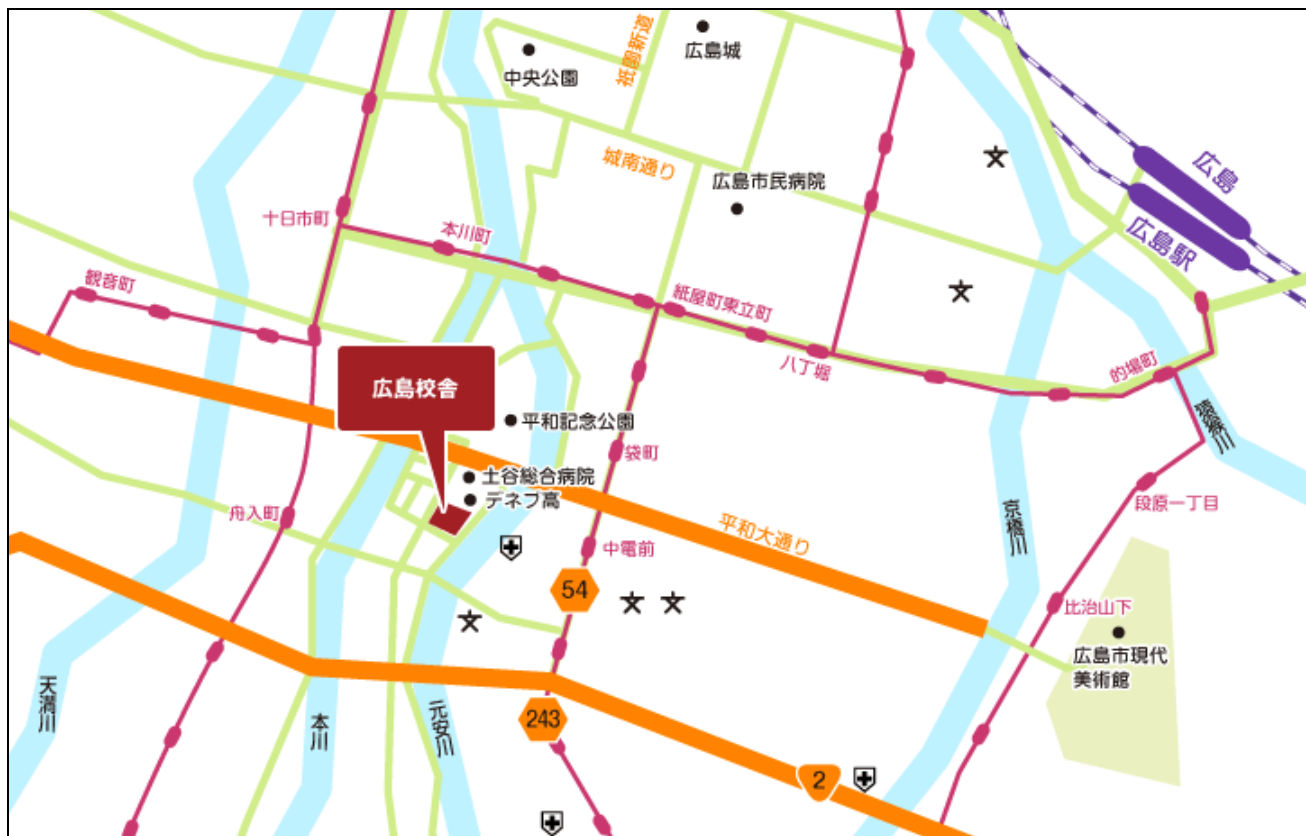 広島城
中央公園
祇園新道
城南通り
広島市民病院
広島
広島駅
十日市町
本川町
観音町
紙屋町東立町
八丁堀
的場町
猿猴川
広島校舎
平和記念公園
土谷総合病院
デネブ高
袋町
舟入町
中電前
平和大通り
京橋川
段原一丁目
54
比治山下
広島市現代
美術館
天満川
本川
元安川
243
2